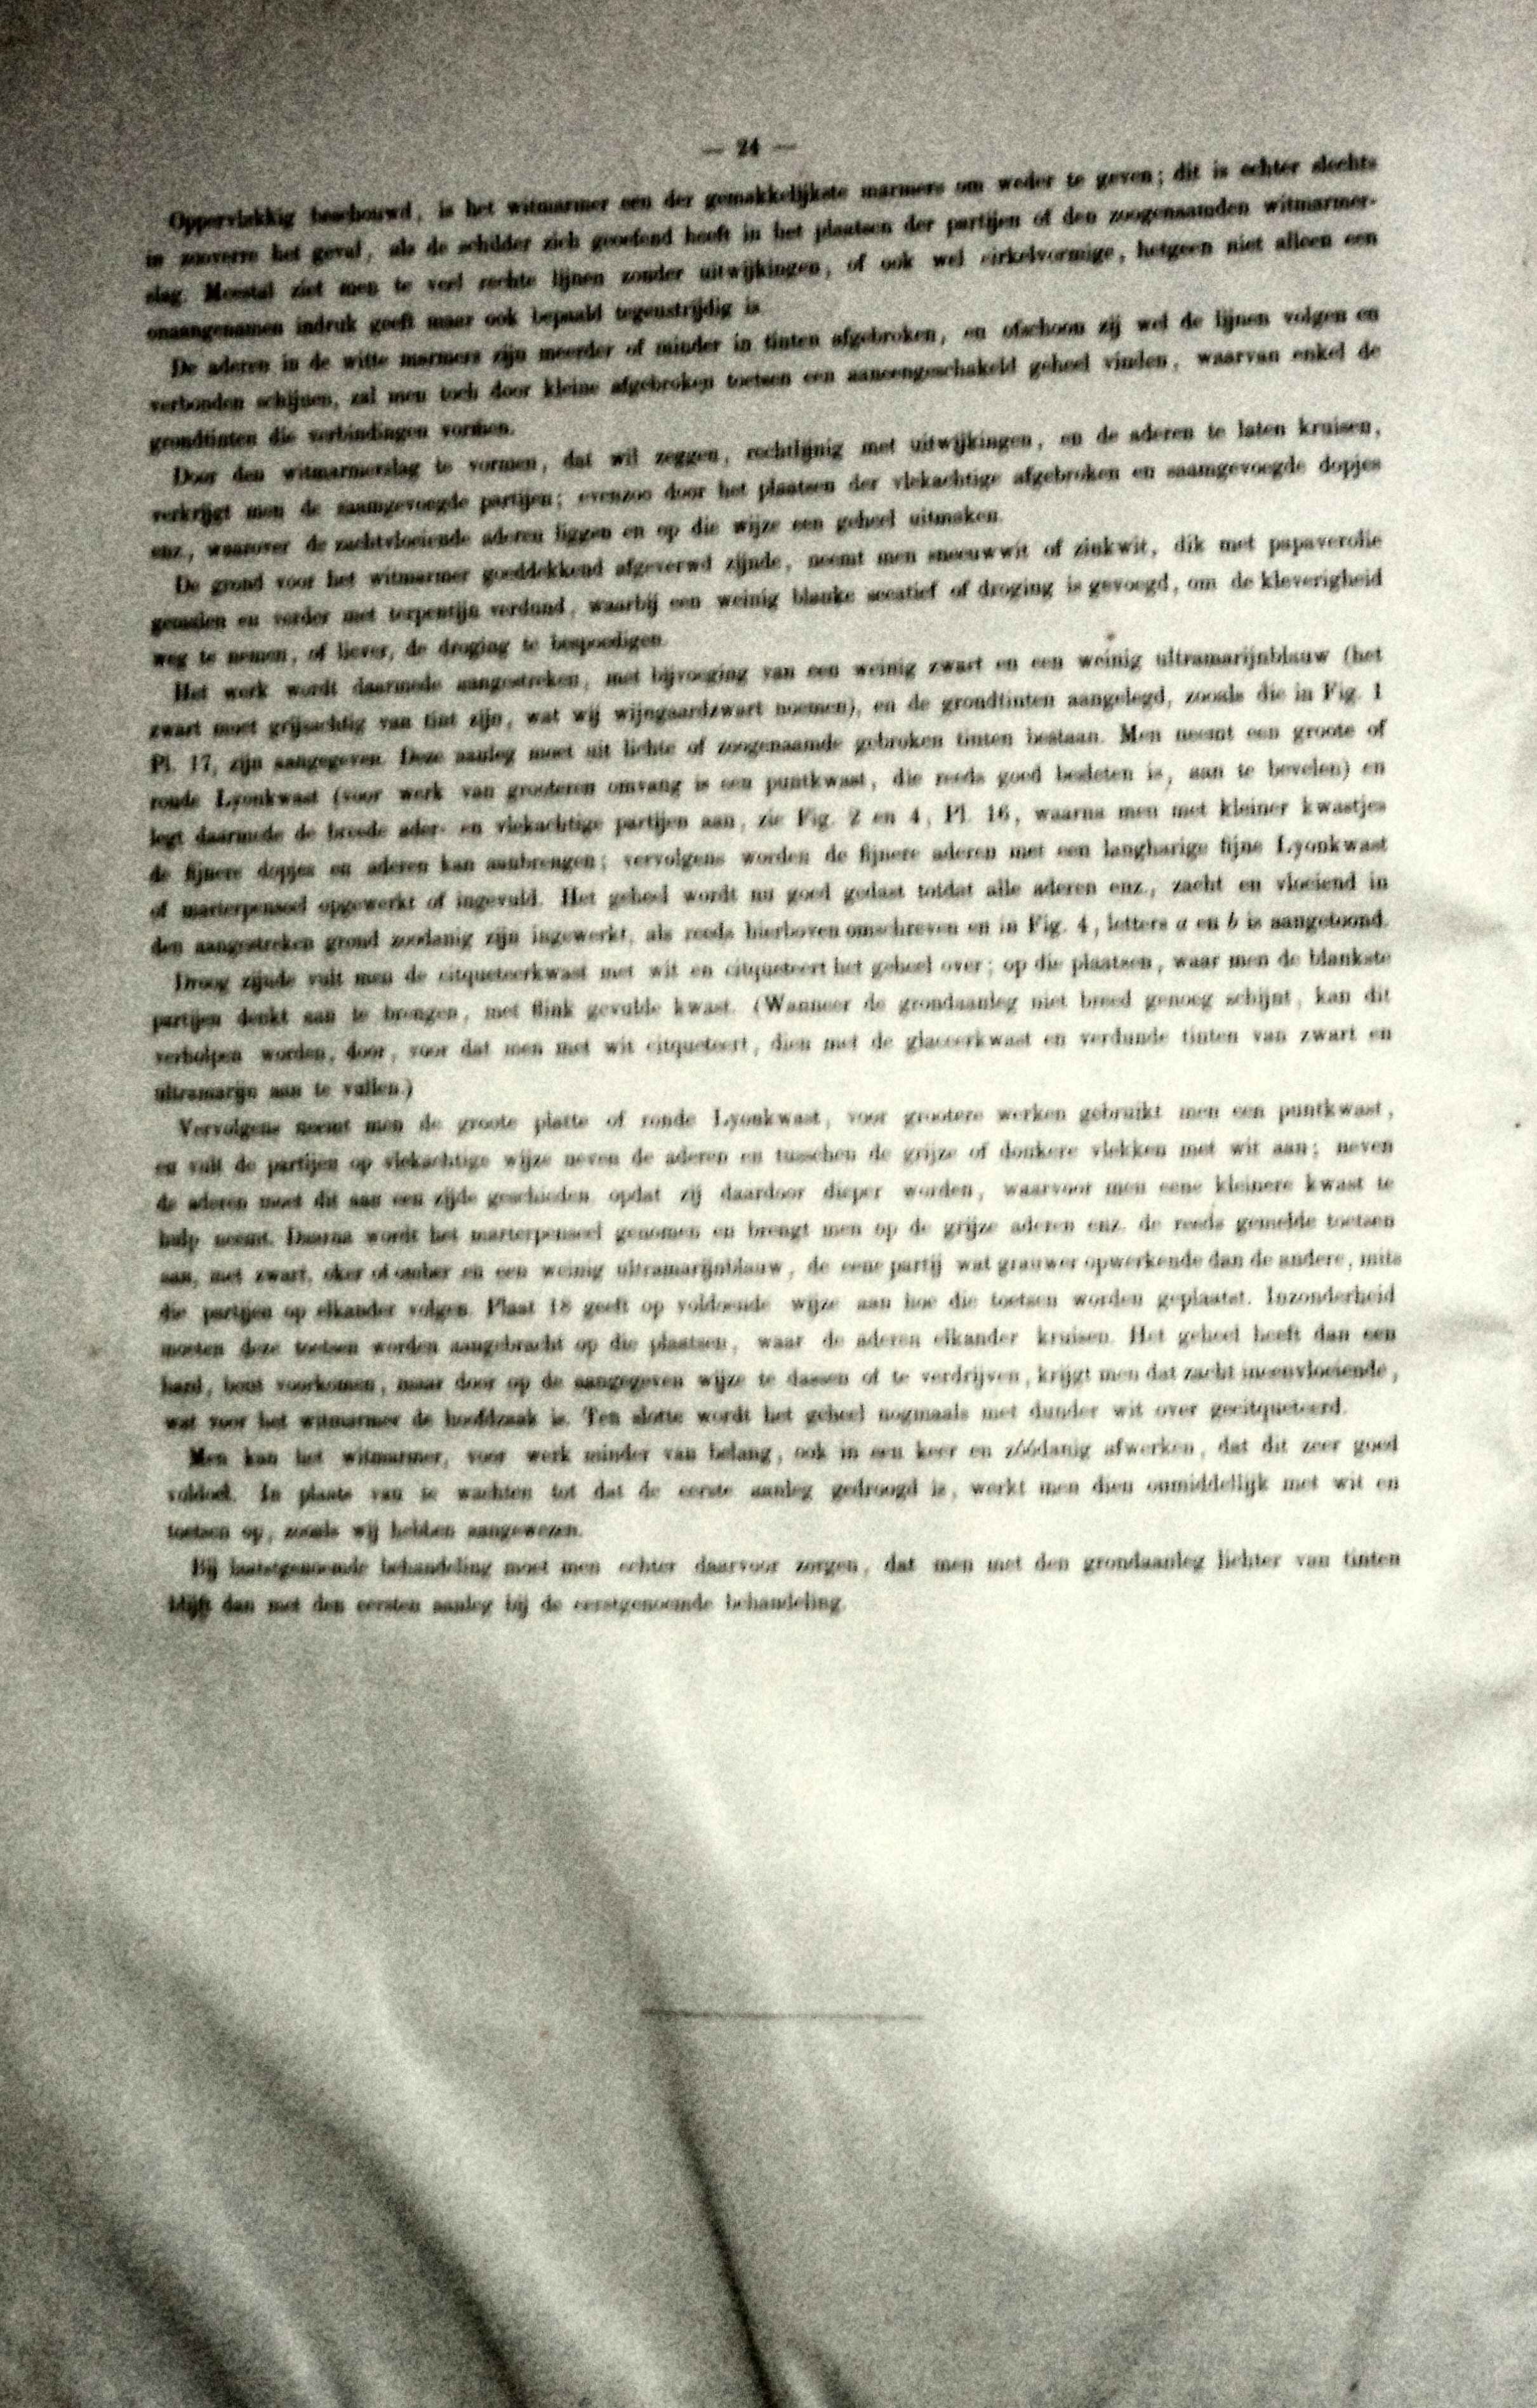 — 24 —
Oppervlakkig beschouwd, is het witmarmer een der gemakkelijkste marmers om weder te geven; dit is echter slechts
in zooverre het geval, als de schilder zich geoefend heeft in het plaatsen der partijen of den zoogenaamden witmarmer-
slag. Meestal ziet men te veel rechte lijnen zonder uitwijkingen, of ook wel cirkelvormige, hetgeen niet alleen een
onaangenamen indruk geeft maar ook bepaald tegenstrijdig is.
De aderen in de witte marmers zijn meerder of minder in tinten afgebroken, en ofschoon zij wel de lijnen volgen en
verbonden schijnen, zal men toch door kleine afgebroken toetsen een aaneengeschakeld geheel vinden, waarvan enkel de
grondtinten die verbindingen vormen.
Door den witmarmerslag te vormen, dat wil zeggen, rechtlijnig met uitwijkingen, en de aderen te laten kruisen,
verkrijgt men de saamgevoegde partijen; evenzoo door het plaatsen der vlekachtige afgebroken en saamgevoegde dopjes
enz., waarover de zachtvloeiende aderen liggen en op die wijze een geheel uitmaken.
De grond voor het witmarmer goeddekkend afgeverwd zijnde, neemt men sneeuwwit of zinkwit, dik met papaverolie
gemalen en verder met terpentijn verdund, waarbij een weinig blanke siccatief of droging is gevoegd, om de kleverigheid
weg te nemen, of liever, de droging te bespoedigen.
Het werk wordt daarmede aangestreken, met bijvoeging van een weinig zwart en een weinig ultramarijnblauw (het
zwart moet grijsachtig van tint zijn, wat wij wijngaardzwart noemen), en de grondtinten aangelegd, zooals die in Fig. 1
Pl. 17, zijn aangegeven. Deze aanleg moet uit lichte of zoogenaamde gebroken tinten bestaan. Men neemt een groote of
ronde Lyonkwast (voor werk van grooteren omvang is een puntkwast, die reeds goed besleten is, aan te bevelen) en
legt daarmede de breede ader- en vlekachtige partijen aan, zie Fig. 2 en 4, Pl. 16, waarna men met kleiner kwastjes
de fijnere dopjes en aderen kan aanbrengen; vervolgens worden de fijnere aderen met een langharige fijne Lyonkwast
of marterpenseel opgewerkt of ingevuld. Het geheel wordt nu goed gedast totdat alle aderen enz., zacht en vloeiend in
den aangestreken grond zoodanig zijn ingewerkt, als reeds hierboven omschreven en in Fig. 4, letters a en b is aangetoond.
Droog zijnde vult men de citqueteerkwast met wit en citqueteert het geheel over; op die plaatsen, waar men de blankste
partijen denkt aan te brengen, met flink gevulde kwast. (Wanneer de grondaanleg niet breed genoeg schijnt, kan dit
verholpen worden, door, voor dat men met wit citqueteert, dien met de glaceerkwast en verdunde tinten van zwart en
ultramarijn aan te vullen.)
Vervolgens neemt men de groote platte of ronde Lyonkwast, voor grootere werken gebruikt men een puntkwast,
en vult de partijen op vlekachtige wijze neven de aderen en tusschen de grijze of donkere vlekken met wit aan; neven
de aderen moet dit aan een zijde geschieden opdat zij daardoor dieper worden, waarvoor men eene kleinere kwast te
hulp neemt. Daarna wordt het marterpenseel genomen en brengt men op de grijze aderen enz. de reeds gemelde toetsen
aan, met zwart, oker of omber en een weinig ultramarijnblauw, de eene partij wat grauwer opwerkende dan de andere, mits
die partijen op elkander volgen. Plaat 18 geeft op voldoende wijze aan hoe die toetsen worden geplaatst. Inzonderheid
moeten deze toetsen worden aangebracht op die plaatsen, waar de aderen elkander kruisen. Het geheel heeft dan een
hard, bont voorkomen, maar door op de aangegeven wijze te dassen of te verdrijven, krijgt men dat zacht ineenvloeiende,
wat voor het witmarmer de hoofdzaak is. Ten slotte wordt het geheel nogmaals met dunder wit over gecitqueteerd.
Men kan het witmarmer, voor werk minder van belang, ook in een keer en zóódanig afwerken, dat dit zeer goed
voldoet. In plaats van te wachten tot dat de eerste aanleg gedroogd is, werkt men dien onmiddellijk met wit en
toetsen op, zooals wij hebben aangewezen.
Bij laatstgenoemde behandeling moet men echter daarvoor zorgen, dat men met den grondaanleg lichter van tinten
blijft dan met den eersten aanleg bij de eerstgenoemde behandeling.